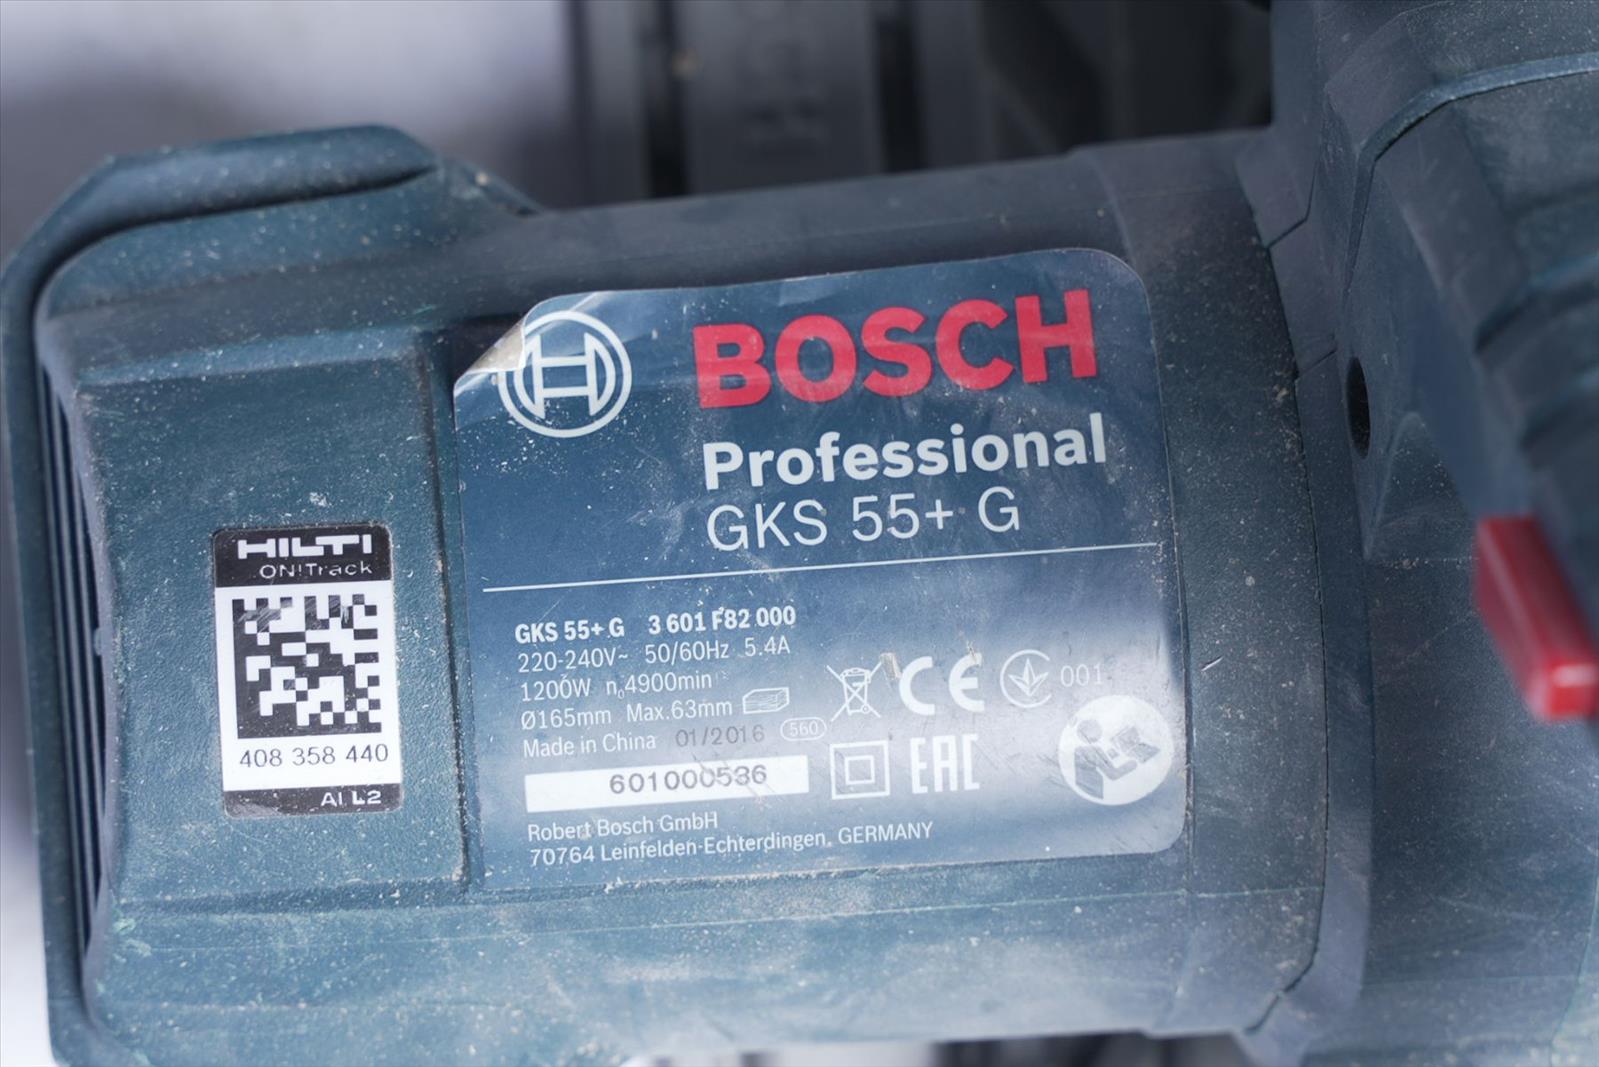 BOSCH
Professional
GKS 55+ G
HILTI
ON!Track
408 358 440
AI L2
GKS 55+ G 3 601 F82 000
220-240V~ 50/60Hz 5.4A
1200W n₀4900min
Ø165mm Max.63mm
Made in China 01/2016 560
601000536
CE 001
EAC
Robert Bosch GmbH
70764 Leinfelden-Echterdingen, GERMANY